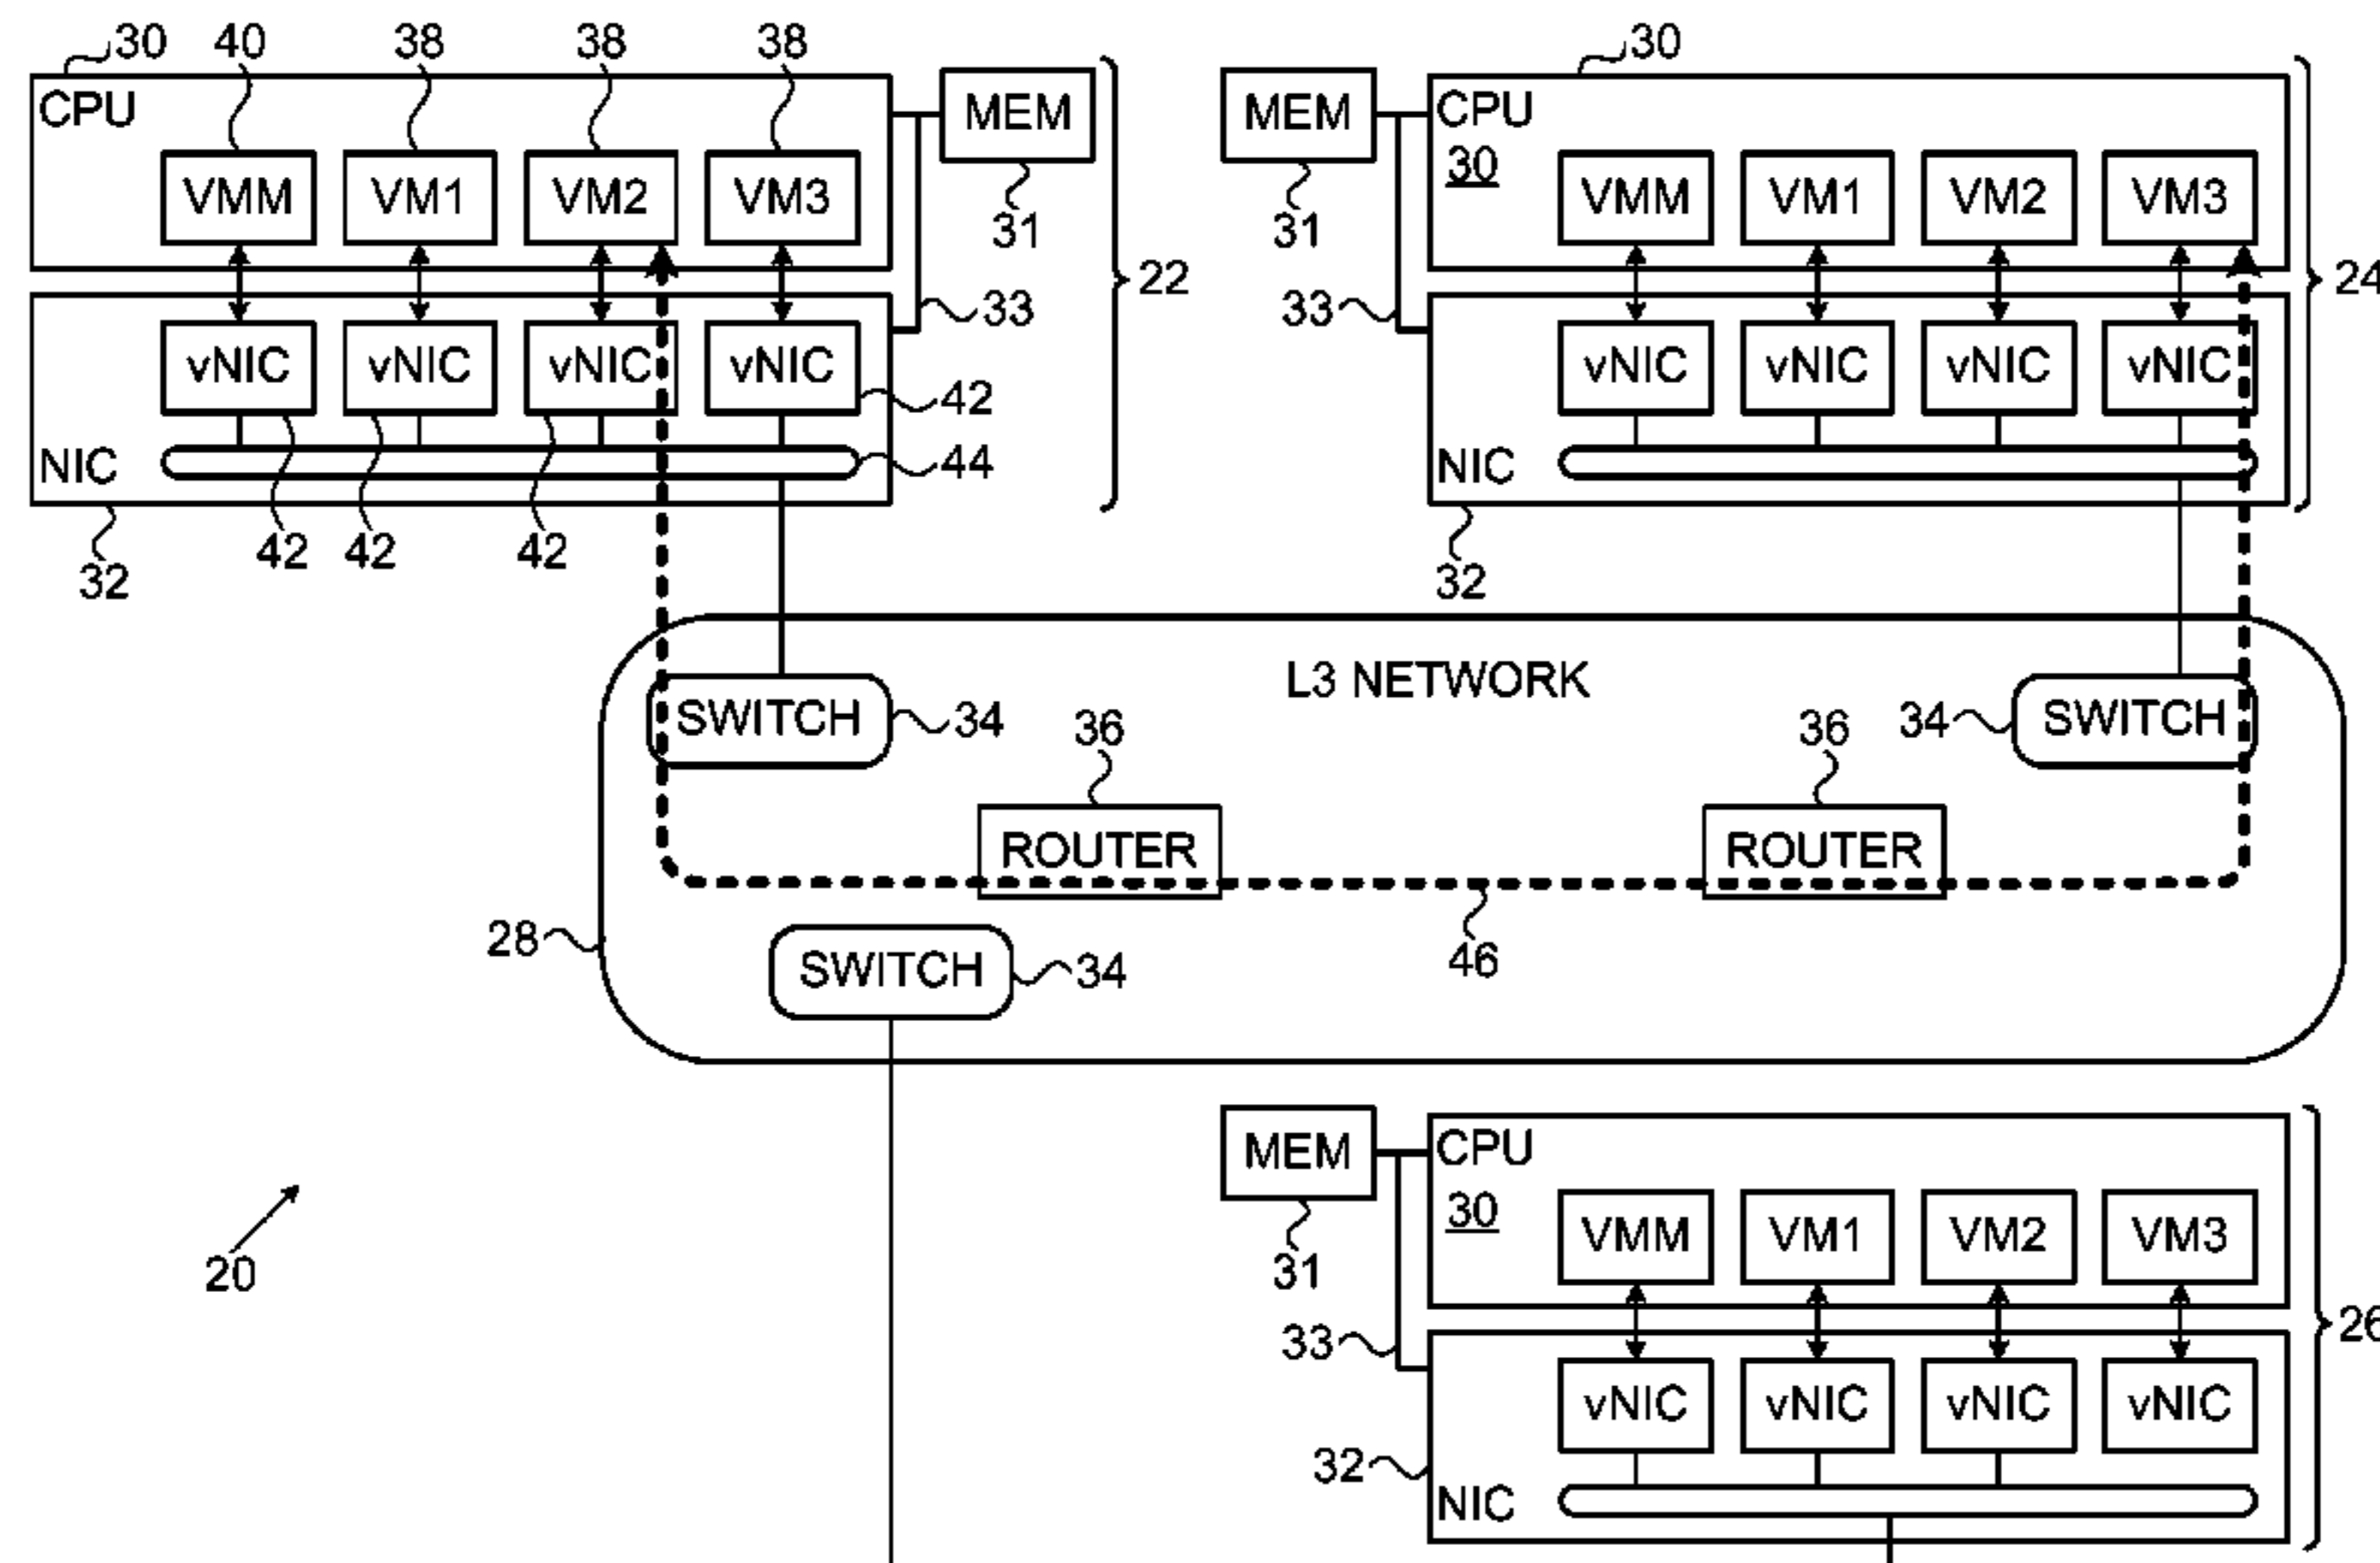 30 40 38 38 38 30
CPU MEM MEM CPU
30
VMM VM1 VM2 VM3 VMM VM1 VM2 VM3
31 31
22 24
33 33
vNIC vNIC vNIC vNIC vNIC vNIC vNIC vNIC
42
NIC 44 NIC
42 42 42
32 32
L3 NETWORK
SWITCH 34 34 SWITCH
36 36
ROUTER ROUTER
28 46
SWITCH 34
MEM CPU
30
VMM VM1 VM2 VM3
20 31
33 26
vNIC vNIC vNIC vNIC
32
NIC